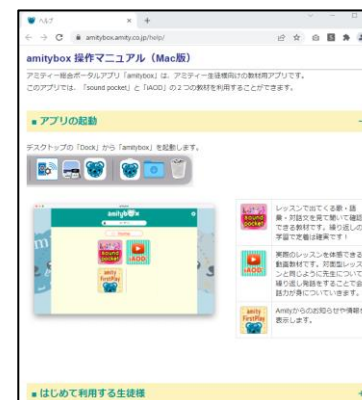 ヘルプ
amitybox.amity.co.jp/help/
amitybox 操作マニュアル（Mac版）
アミティー総合ポータルアプリ「amitybox」は、アミティー生徒様向けの教材用アプリです。
このアプリでは、「sound pocket」と「iAOD」の２つの教材を利用することができます。
アプリの起動
デスクトップの「Dock」から「amitybox」を起動します。
amitybox
sound pocket
iAOD
amity FirstPlay
sound pocket
レッスンで出てくる歌・語
彙・対話文を見て聞いて確認
できる教材です。繰り返しの
学習で定着は確実です！
iAOD
実際のレッスンを体感できる
動画教材です。対面型レッス
ンと同じように先生について
繰り返し発話をすることで会
話力が身についていきます。
amity FirstPlay
Amityからのお知らせや情報を
表示します。
はじめて利用する生徒様